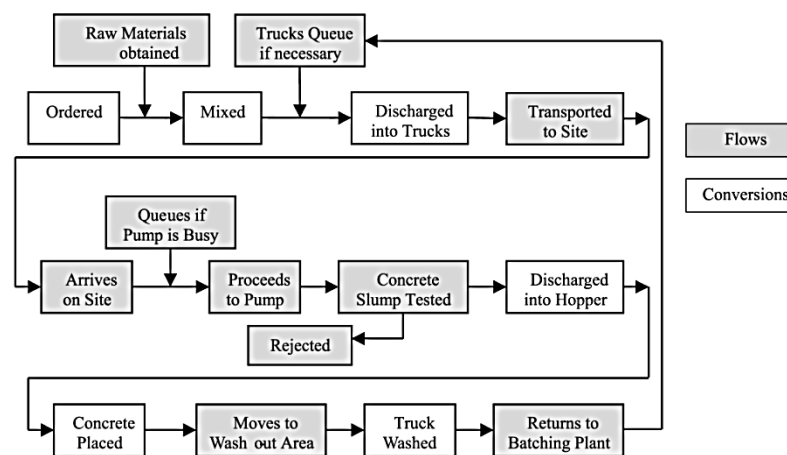 Raw Materials
obtained
Trucks Queue
if necessary
Ordered
Mixed
Discharged
into Trucks
Transported
to Site
Flows
Conversions
Queues if
Pump is Busy
Arrives
on Site
Proceeds
to Pump
Concrete
Slump Tested
Discharged
into Hopper
Rejected
Concrete
Placed
Moves to
Wash out Area
Truck
Washed
Returns to
Batching Plant